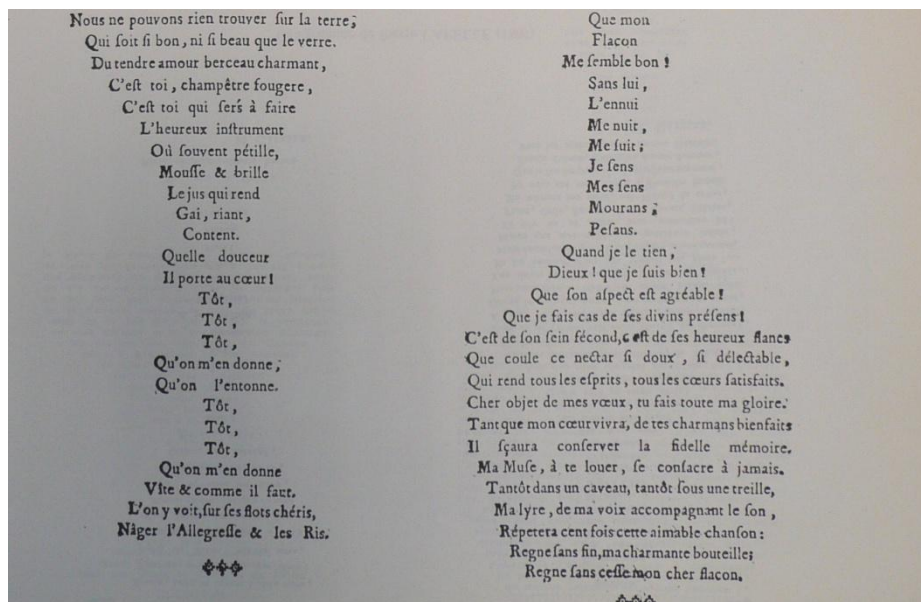 Nous ne pouvons rien trouver ſur la terre;
Qui ſoit ſi bon, ni ſi beau que le verre.
Du tendre amour berceau charmant,
C'eſt toi, champêtre fougere,
C'eſt toi qui ſers à faire
L'heureux inſtrument
Où ſouvent pétille,
Mouſſe & brille
Le jus qui rend
Gai, riant,
Content.
Quelle douceur
Il porte au cœur!
Tôt,
Tôt,
Tôt,
Qu'on m'en donne;
Qu'on l'entonne.
Tôt,
Tôt,
Tôt,
Qu'on m'en donne
Vîte & comme il faut.
L'on y voit, ſur ſes flots chéris,
Nâger l'Allegreſſe & les Ris.
Que mon
Flacon
Me ſemble bon!
Sans lui,
L'ennui
Me nuit,
Me ſuit;
Je ſens
Mes ſens
Mourans;
Peſans.
Quand je le tien;
Dieux! que je ſuis bien!
Que ſon aſpect eſt agréable!
Que je fais cas de ſes divins préſens!
C'eſt de ſon ſein fécond, c'eſt de ſes heureux flancs
Que coule ce nectar ſi doux, ſi délectable,
Qui rend tous les eſprits, tous les cœurs ſatisfaits.
Cher objet de mes vœux, tu fais toute ma gloire.
Tant que mon cœur vivra, de tes charmans bienfaits
Il ſçaura conſerver la fidelle mémoire.
Ma Muſe, à te louer, ſe conſacre à jamais.
Tantôt dans un caveau, tantôt ſous une treille,
Ma lyre, de ma voix accompagnant le ſon,
Répetera cent fois cette aimable chanſon:
Regne ſans fin, ma charmante bouteille;
Regne ſans ceſſe mon cher flacon.